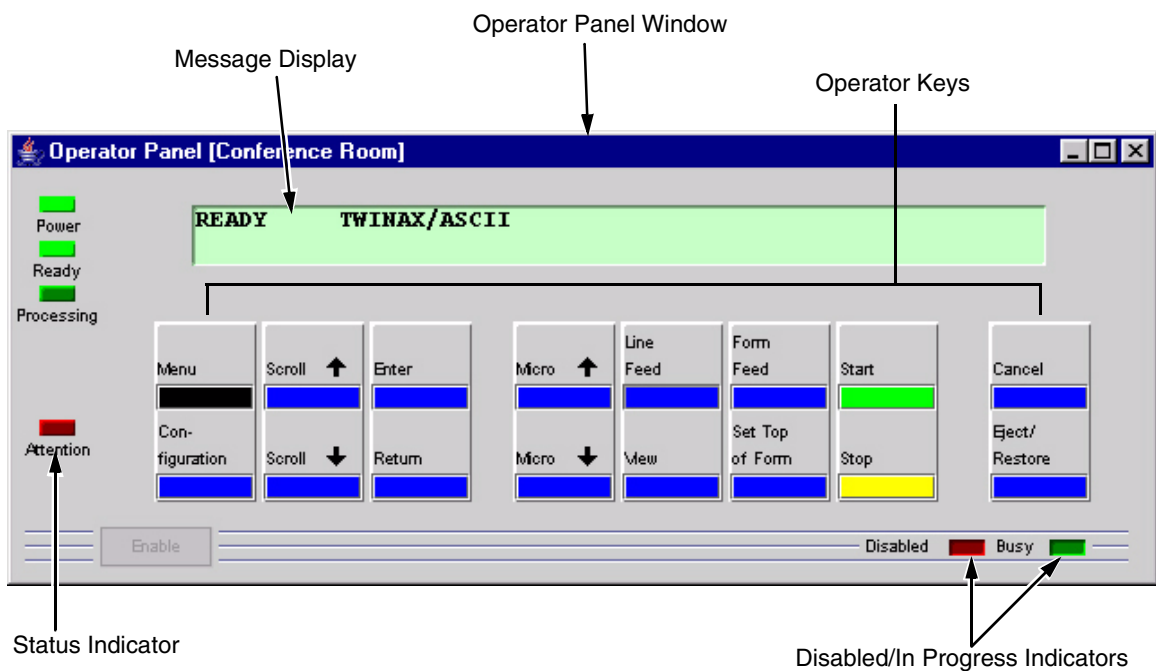 Operator Panel Window
Message Display
Operator Keys
Operator Panel [Conference Room]
READY TWINAX/ASCII
Power
Ready
Processing
Attention
Menu
Scroll
Enter
Micro
Line
Feed
Form
Feed
Start
Cancel
Con-
figuration
Scroll
Return
Micro
View
Set Top
of Form
Stop
Eject/
Restore
Enable
Disabled
Busy
Status Indicator
Disabled/In Progress Indicators